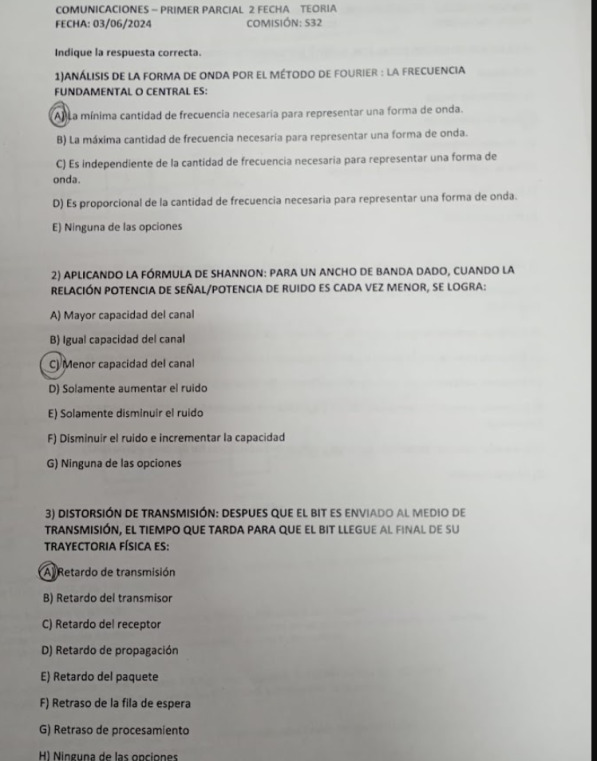 COMUNICACIONES – PRIMER PARCIAL 2 FECHA TEORIA
FECHA: 03/06/2024 COMISIÓN: S32
Indique la respuesta correcta.
1)ANÁLISIS DE LA FORMA DE ONDA POR EL MÉTODO DE FOURIER : LA FRECUENCIA
FUNDAMENTAL O CENTRAL ES:
A) La mínima cantidad de frecuencia necesaria para representar una forma de onda.
B) La máxima cantidad de frecuencia necesaria para representar una forma de onda.
C) Es independiente de la cantidad de frecuencia necesaria para representar una forma de
onda.
D) Es proporcional de la cantidad de frecuencia necesaria para representar una forma de onda.
E) Ninguna de las opciones
2) APLICANDO LA FÓRMULA DE SHANNON: PARA UN ANCHO DE BANDA DADO, CUANDO LA
RELACIÓN POTENCIA DE SEÑAL/POTENCIA DE RUIDO ES CADA VEZ MENOR, SE LOGRA:
A) Mayor capacidad del canal
B) Igual capacidad del canal
C) Menor capacidad del canal
D) Solamente aumentar el ruido
E) Solamente disminuir el ruido
F) Disminuir el ruido e incrementar la capacidad
G) Ninguna de las opciones
3) DISTORSIÓN DE TRANSMISIÓN: DESPUES QUE EL BIT ES ENVIADO AL MEDIO DE
TRANSMISIÓN, EL TIEMPO QUE TARDA PARA QUE EL BIT LLEGUE AL FINAL DE SU
TRAYECTORIA FÍSICA ES:
A) Retardo de transmisión
B) Retardo del transmisor
C) Retardo del receptor
D) Retardo de propagación
E) Retardo del paquete
F) Retraso de la fila de espera
G) Retraso de procesamiento
H) Ninguna de las opciones